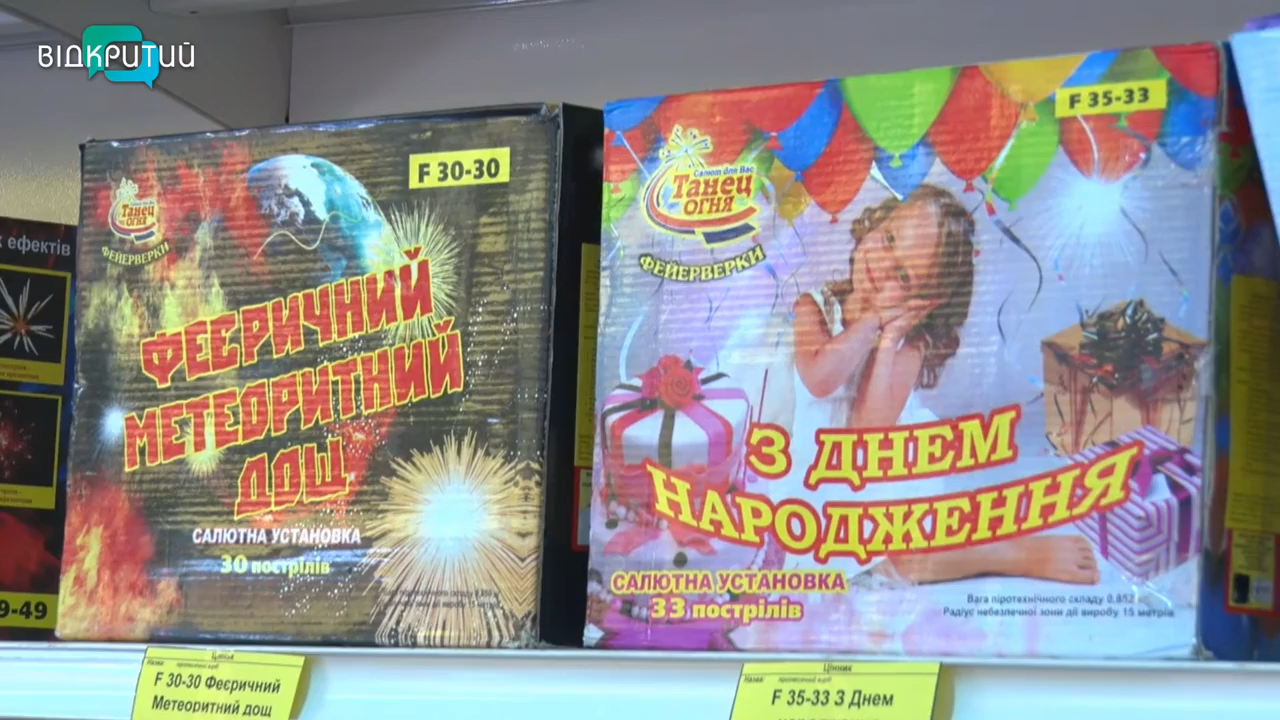 ВІДКРИТИЙ
х ефектів
9-49
F 30-30
Танец
ОГНЯ
ФЕЙЕРВЕРКИ
ФЕЄРИЧНИЙ
МЕТЕОРИТНИЙ
ДОЩ
САЛЮТНА УСТАНОВКА
30 пострілів
F 35-33
Салют для Вас
Танец
ОГНЯ
ФЕЙЕРВЕРКИ
З ДНЕМ
НАРОДЖЕННЯ
САЛЮТНА УСТАНОВКА
33 пострілів
Вага піротехнічного складу 0,852 кг
Радіус небезпечної зони дії виробу 15 метрів
Цінник
F 30-30 Феєричний
Метеоритний дощ
Цінник
F 35-33 З Днем